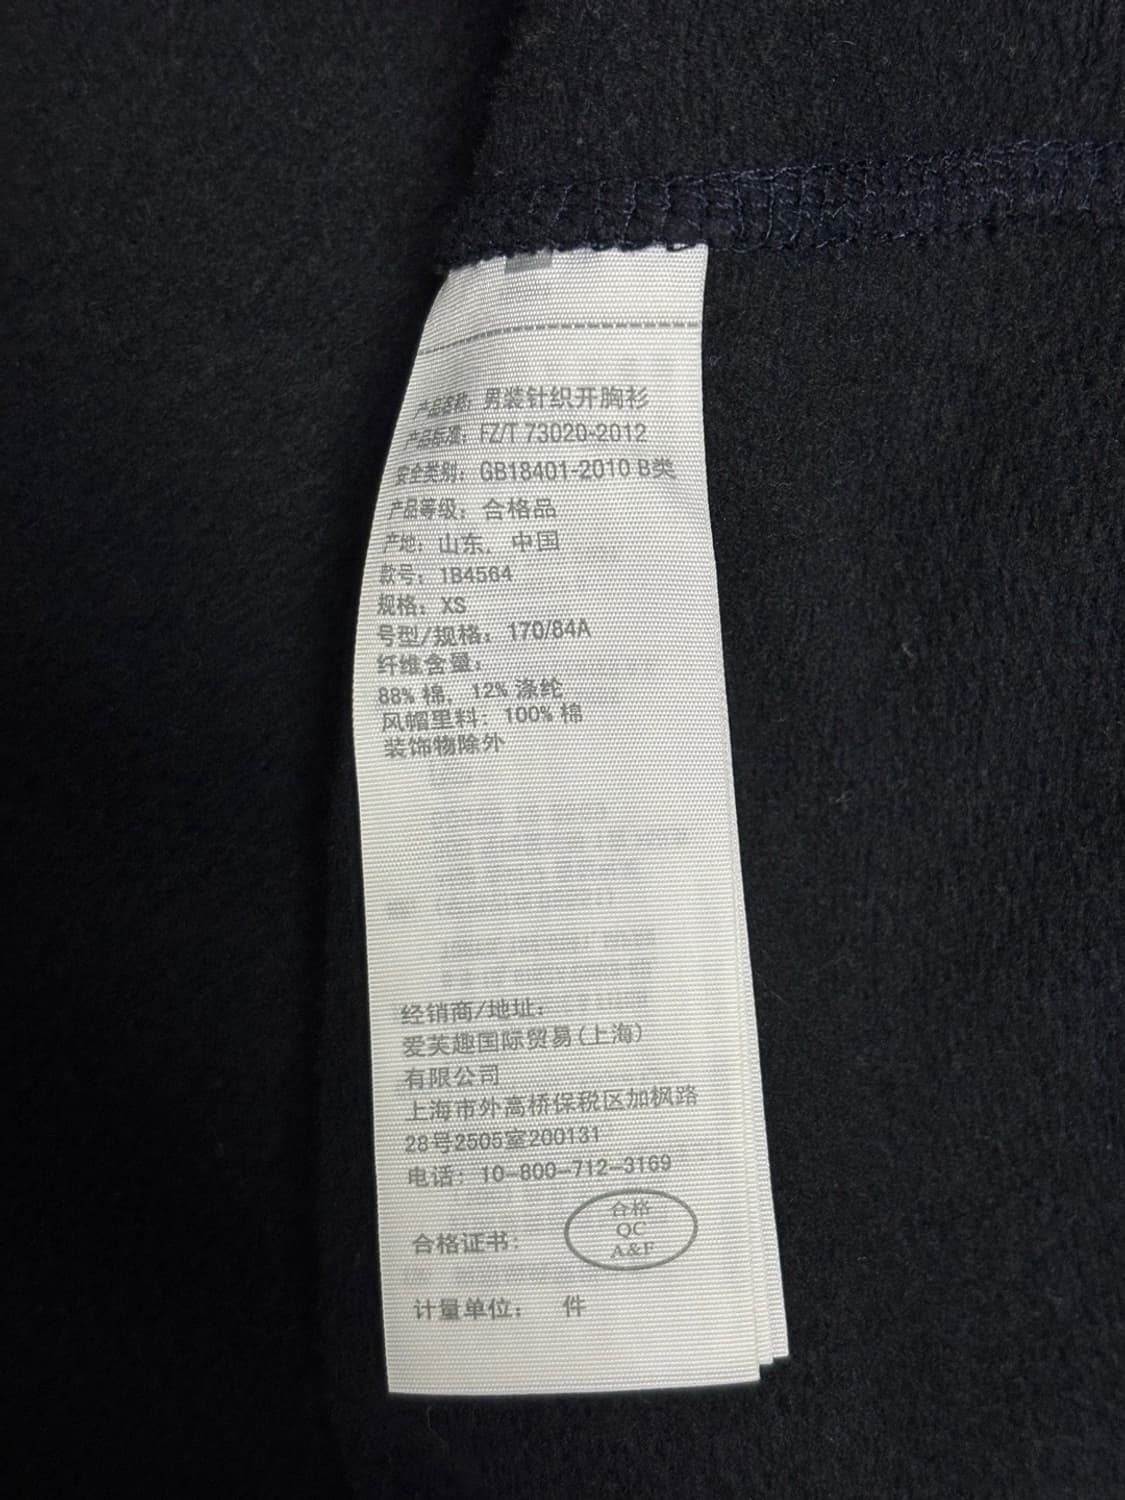 产品名称：男装针织开胸衫
产品标准：FZ/T 73020-2012
安全类别：GB18401-2010 B类
产品等级：合格品
产地：山东，中国
款号：1B4564
规格：XS
号型/规格：170/84A
纤维含量：
88% 棉，12% 涤纶
风帽里料：100% 棉
装饰物除外
经销商/地址：
爱芙趣国际贸易(上海)
有限公司
上海市外高桥保税区加枫路
28号2505室200131
电话：10-800-712-3169
合格
QC
A&F
合格证书：
计量单位： 件